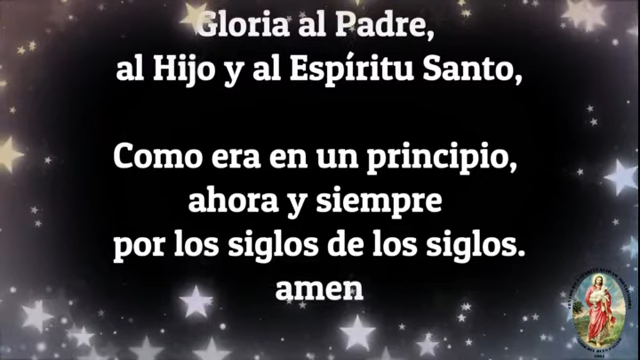 Gloria al Padre,
al Hijo y al Espíritu Santo,
Como era en un principio,
ahora y siempre
por los siglos de los siglos.
amen